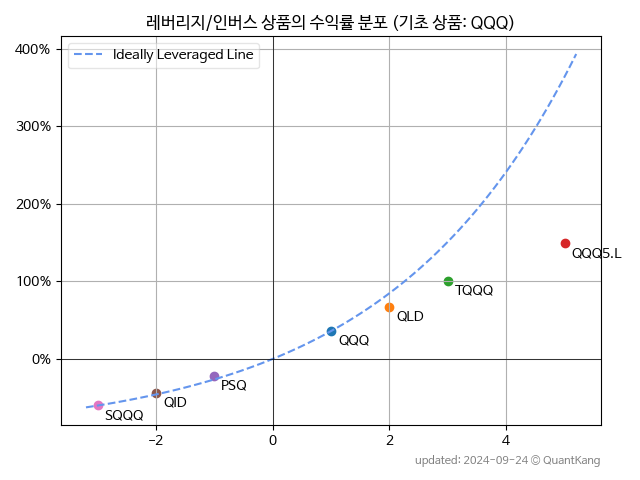 레버리지/인버스 상품의 수익률 분포 (기초 상품: QQQ)
400%
Ideally Leveraged Line
300%
200%
QQQ5.L
100%
TQQQ
QLD
QQQ
0%
PSQ
QID
SQQQ
−2 0 2 4
updated: 2024-09-24 © QuantKang